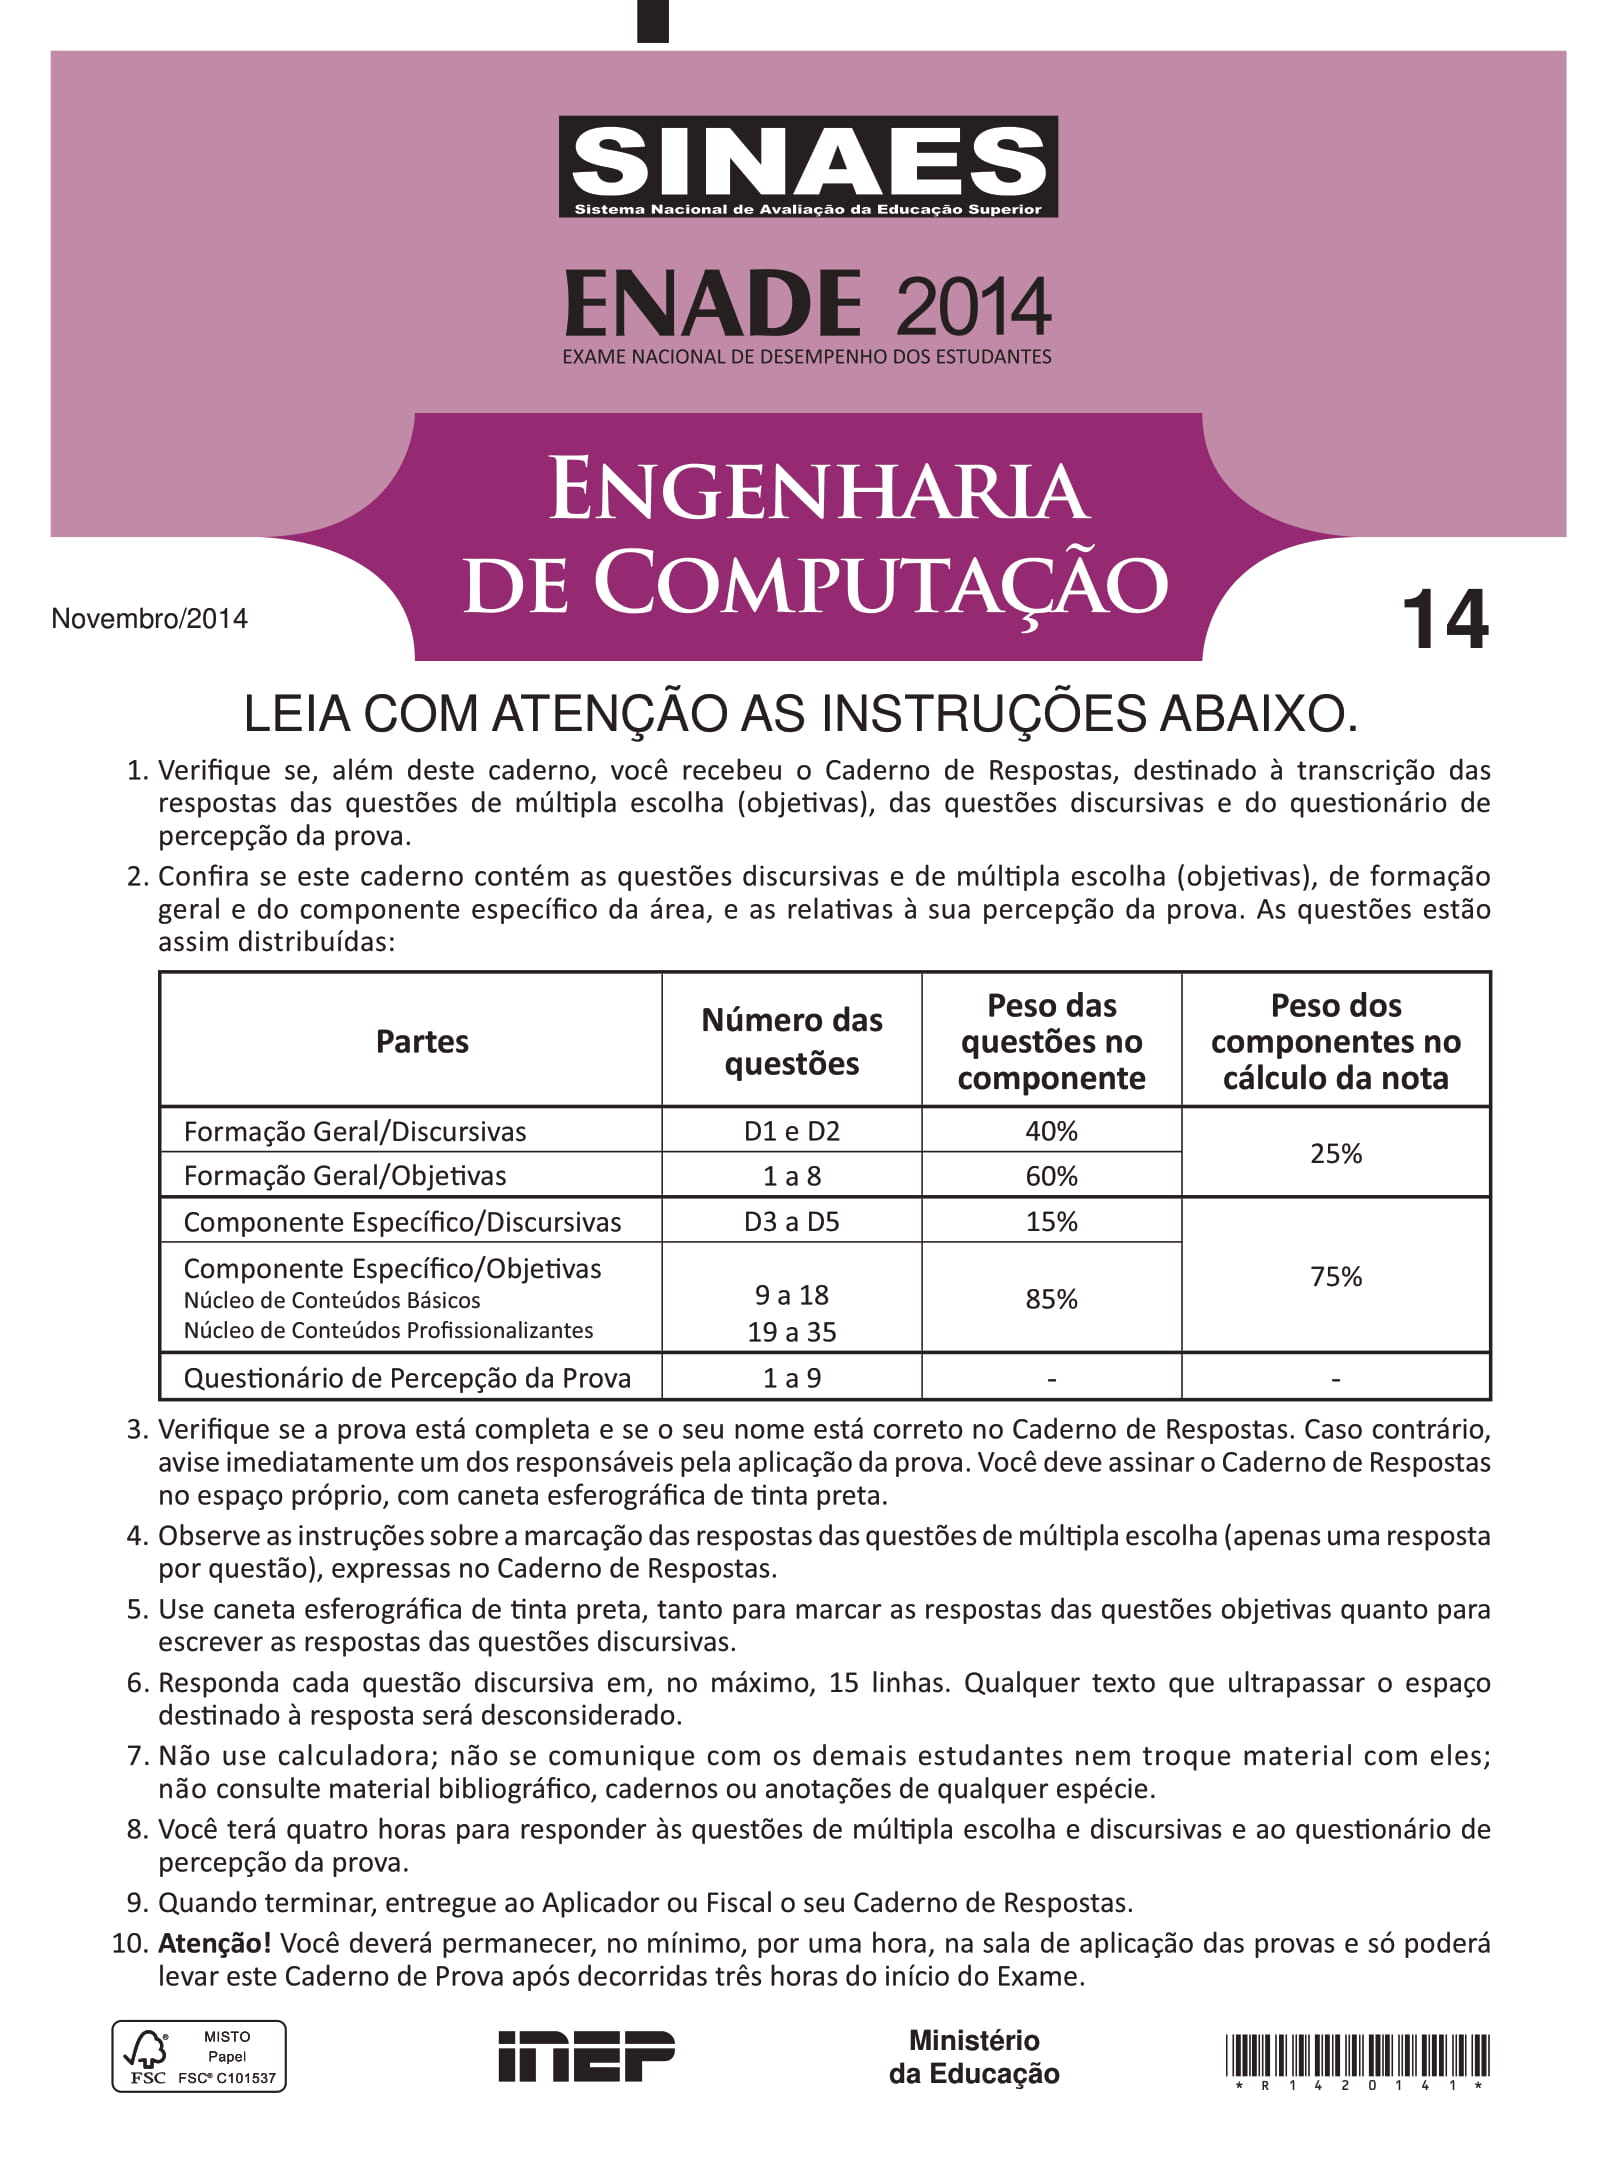 SINAES
Sistema Nacional de Avaliação da Educação Superior
ENADE 2014
EXAME NACIONAL DE DESEMPENHO DOS ESTUDANTES
ENGENHARIA
DE COMPUTAÇÃO
Novembro/2014
14
LEIA COM ATENÇÃO AS INSTRUÇÕES ABAIXO.
1. Verifique se, além deste caderno, você recebeu o Caderno de Respostas, destinado à transcrição das
respostas das questões de múltipla escolha (objetivas), das questões discursivas e do questionário de
percepção da prova.
2. Confira se este caderno contém as questões discursivas e de múltipla escolha (objetivas), de formação
geral e do componente específico da área, e as relativas à sua percepção da prova. As questões estão
assim distribuídas:
Partes
Número das
questões
Peso das
questões no
componente
Peso dos
componentes no
cálculo da nota
Formação Geral/Discursivas
D1 e D2
40%
25%
Formação Geral/Objetivas
1 a 8
60%
Componente Específico/Discursivas
D3 a D5
15%
75%
Componente Específico/Objetivas
Núcleo de Conteúdos Básicos
Núcleo de Conteúdos Profissionalizantes
9 a 18
19 a 35
85%
Questionário de Percepção da Prova
1 a 9
-
-
3. Verifique se a prova está completa e se o seu nome está correto no Caderno de Respostas. Caso contrário,
avise imediatamente um dos responsáveis pela aplicação da prova. Você deve assinar o Caderno de Respostas
no espaço próprio, com caneta esferográfica de tinta preta.
4. Observe as instruções sobre a marcação das respostas das questões de múltipla escolha (apenas uma resposta
por questão), expressas no Caderno de Respostas.
5. Use caneta esferográfica de tinta preta, tanto para marcar as respostas das questões objetivas quanto para
escrever as respostas das questões discursivas.
6. Responda cada questão discursiva em, no máximo, 15 linhas. Qualquer texto que ultrapassar o espaço
destinado à resposta será desconsiderado.
7. Não use calculadora; não se comunique com os demais estudantes nem troque material com eles;
não consulte material bibliográfico, cadernos ou anotações de qualquer espécie.
8. Você terá quatro horas para responder às questões de múltipla escolha e discursivas e ao questionário de
percepção da prova.
9. Quando terminar, entregue ao Aplicador ou Fiscal o seu Caderno de Respostas.
10. Atenção! Você deverá permanecer, no mínimo, por uma hora, na sala de aplicação das provas e só poderá
levar este Caderno de Prova após decorridas três horas do início do Exame.
MISTO
Papel
FSC® C101537
FSC
®
INEP
Ministério
da Educação
*R1420141*